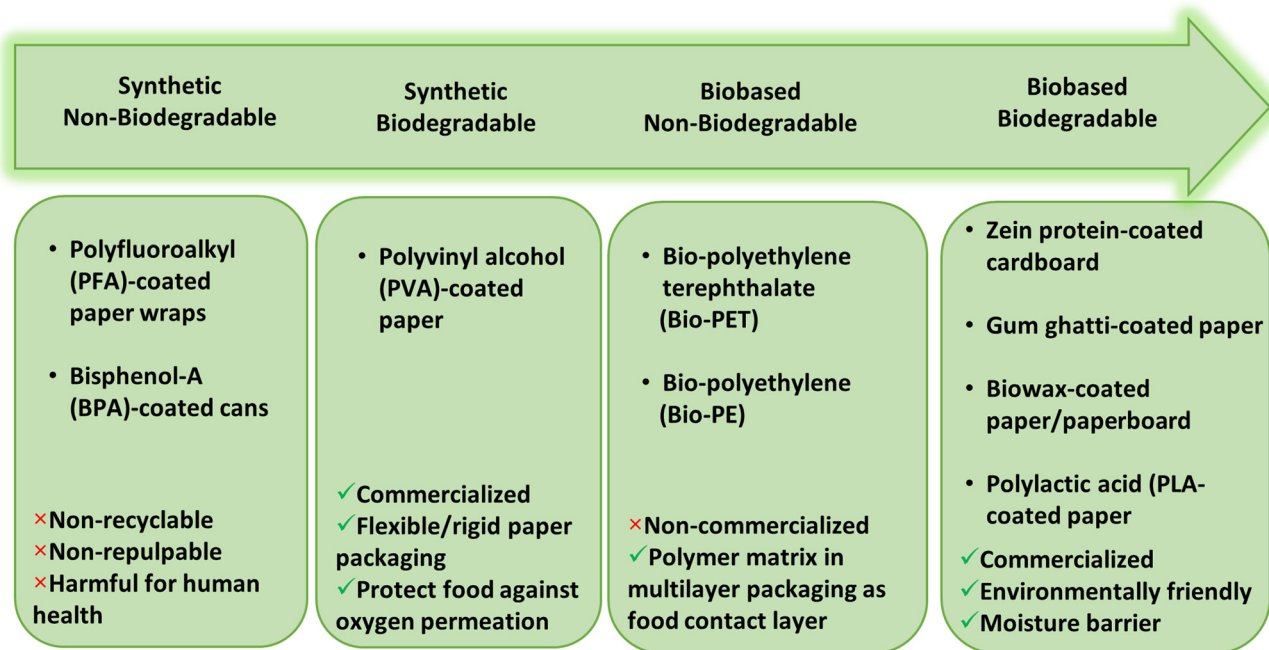 Synthetic
Non-Biodegradable
Synthetic
Biodegradable
Biobased
Non-Biodegradable
Biobased
Biodegradable
• Polyfluoroalkyl
(PFA)-coated
paper wraps
• Bisphenol-A
(BPA)-coated cans
×Non-recyclable
×Non-repulpable
×Harmful for human
health
• Polyvinyl alcohol
(PVA)-coated
paper
✓Commercialized
✓Flexible/rigid paper
packaging
✓Protect food against
oxygen permeation
• Bio-polyethylene
terephthalate
(Bio-PET)
• Bio-polyethylene
(Bio-PE)
×Non-commercialized
✓Polymer matrix in
multilayer packaging as
food contact layer
• Zein protein-coated
cardboard
• Gum ghatti-coated paper
• Biowax-coated
paper/paperboard
• Polylactic acid (PLA-
coated paper
✓Commercialized
✓Environmentally friendly
✓Moisture barrier